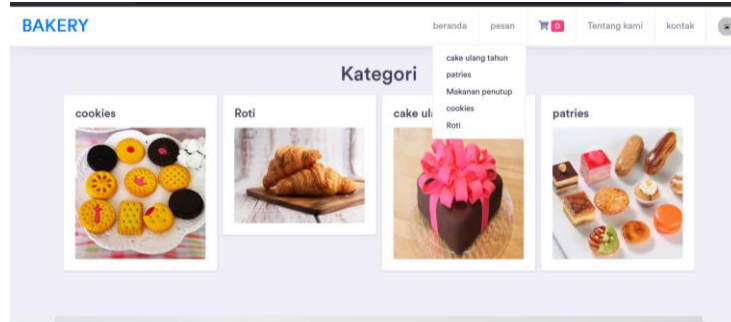 BAKERY
beranda pesan 0 Tentang kami kontak
cake ulang tahun
patries
Makanan penutup
cookies
Roti
Kategori
cookies Roti cake ul patries